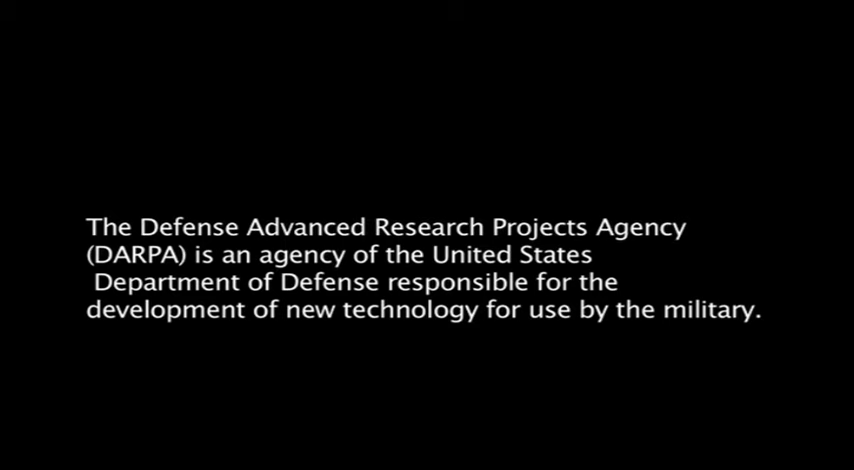 The Defense Advanced Research Projects Agency
(DARPA) is an agency of the United States
Department of Defense responsible for the
development of new technology for use by the military.